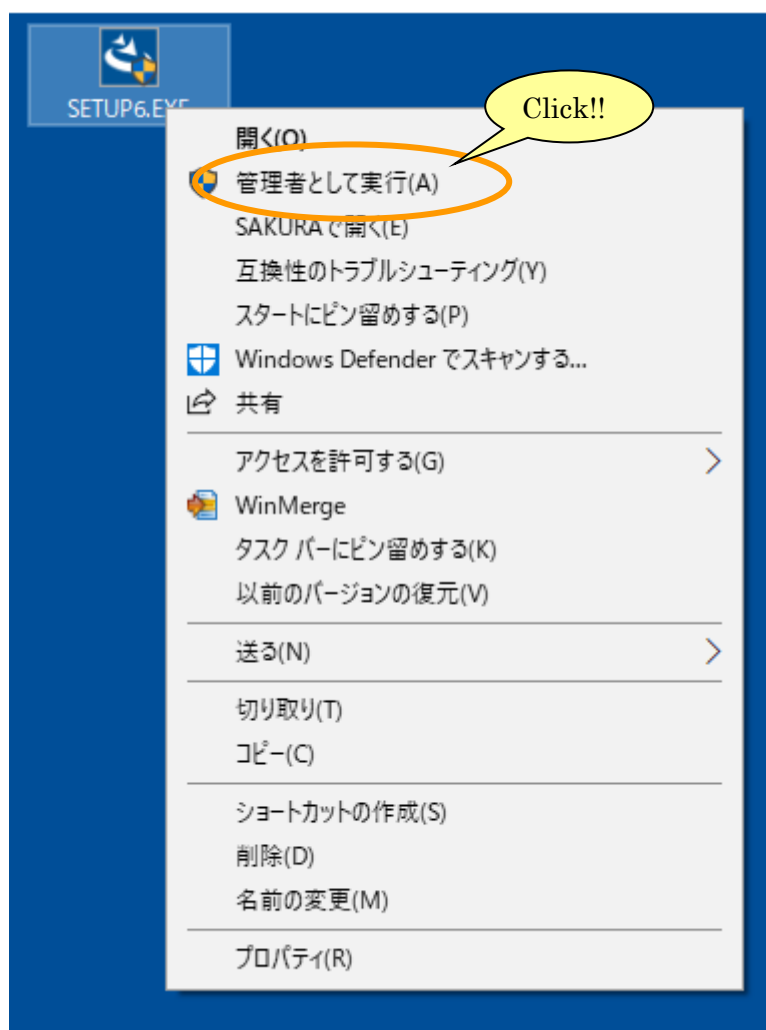 SETUP6.EXE
Click!!
開く(O)
管理者として実行(A)
SAKURAで開く(E)
互換性のトラブルシューティング(Y)
スタートにピン留めする(P)
Windows Defender でスキャンする...
共有
アクセスを許可する(G)
WinMerge
タスク バーにピン留めする(K)
以前のバージョンの復元(V)
送る(N)
切り取り(T)
コピー(C)
ショートカットの作成(S)
削除(D)
名前の変更(M)
プロパティ(R)